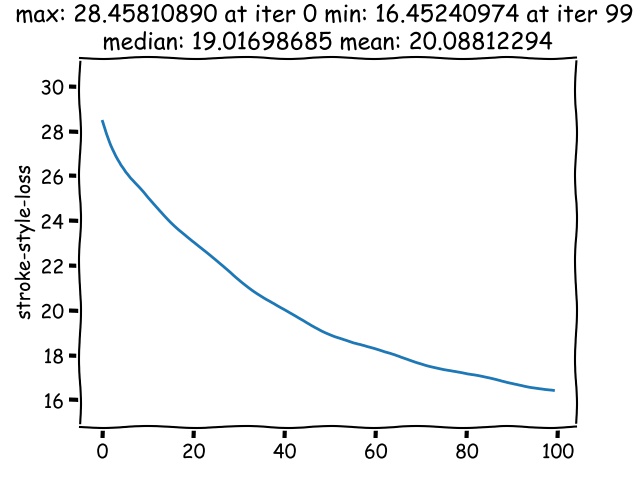 max: 28.45810890 at iter 0 min: 16.45240974 at iter 99
median: 19.01698685 mean: 20.08812294
30
28
26
24
22
20
18
16
stroke-style-loss
0 20 40 60 80 100